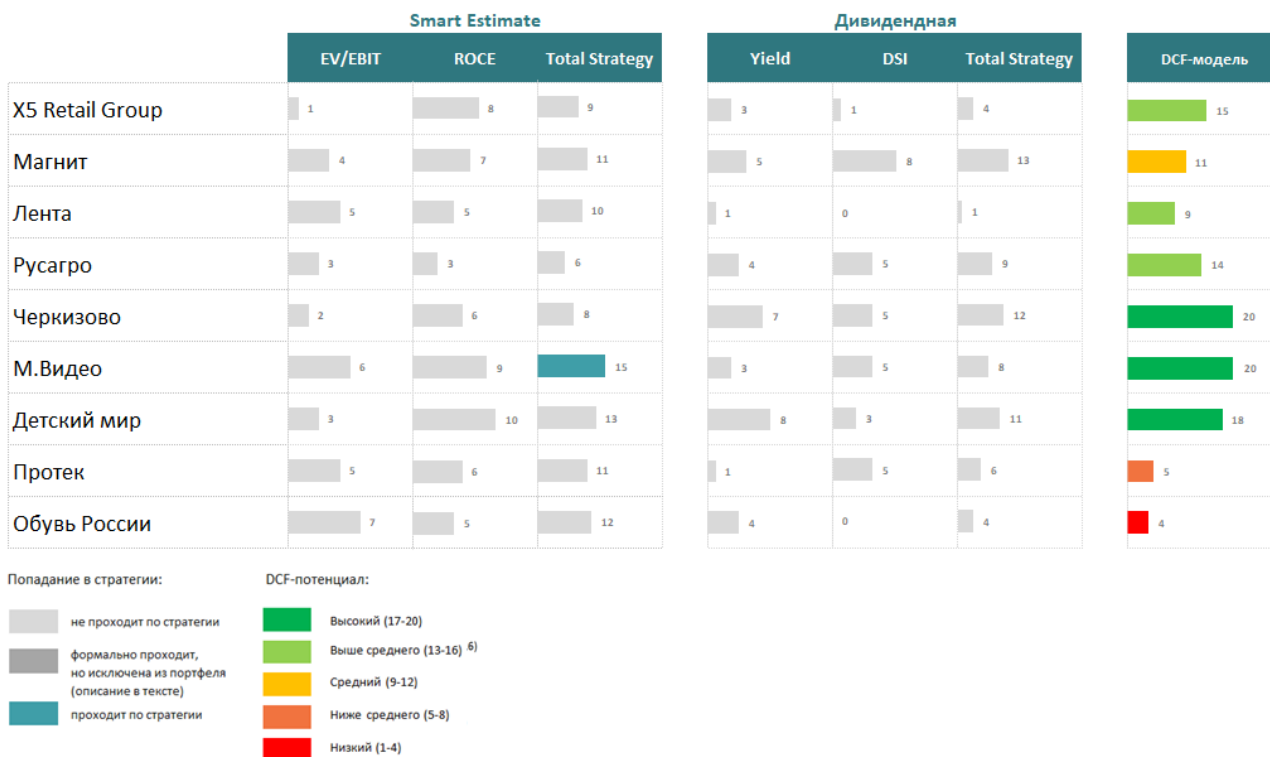 Smart Estimate Дивидендная
EV/EBIT ROCE Total Strategy Yield DSI Total Strategy DCF-модель
X5 Retail Group 1 8 9 3 1 4 15
Магнит 4 7 11 5 8 13 11
Лента 5 5 10 1 0 1 9
Русагро 3 3 6 4 5 9 14
Черкизово 2 6 8 7 5 12 20
М.Видео 6 9 15 3 5 8 20
Детский мир 3 10 13 8 3 11 18
Протек 5 6 11 1 5 6 5
Обувь России 7 5 12 4 0 4 4
Попадание в стратегии:
не проходит по стратегии
формально проходит,
но исключена из портфеля
(описание в тексте)
проходит по стратегии
DCF-потенциал:
Высокий (17-20)
Выше среднего (13-16) 6)
Средний (9-12)
Ниже среднего (5-8)
Низкий (1-4)